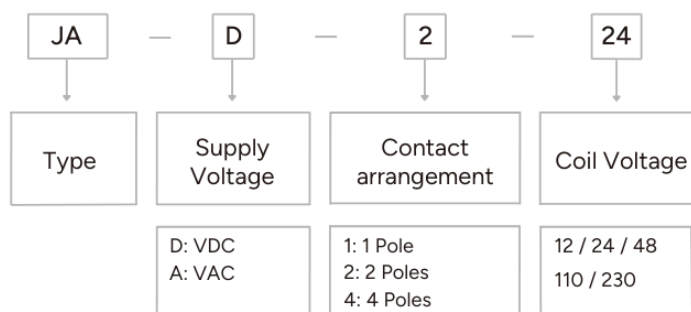 JA — D — 2 — 24
Type
Supply
Voltage
Contact
arrangement
Coil Voltage
D: VDC
A: VAC
1: 1 Pole
2: 2 Poles
4: 4 Poles
12 / 24 / 48
110 / 230